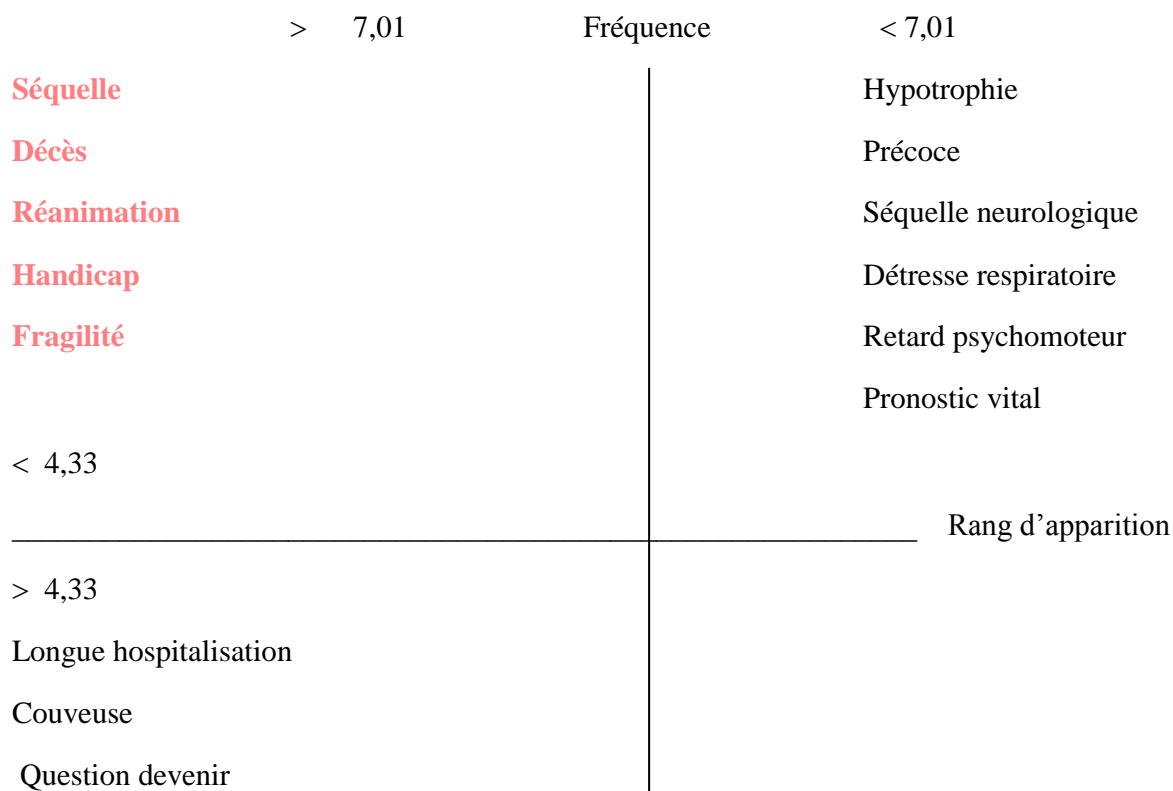 > 7,01 Fréquence < 7,01
Séquelle Hypotrophie
Décès Précoce
Réanimation Séquelle neurologique
Handicap Détresse respiratoire
Fragilité Retard psychomoteur
Pronostic vital
< 4,33
Rang d’apparition
> 4,33
Longue hospitalisation
Couveuse
Question devenir